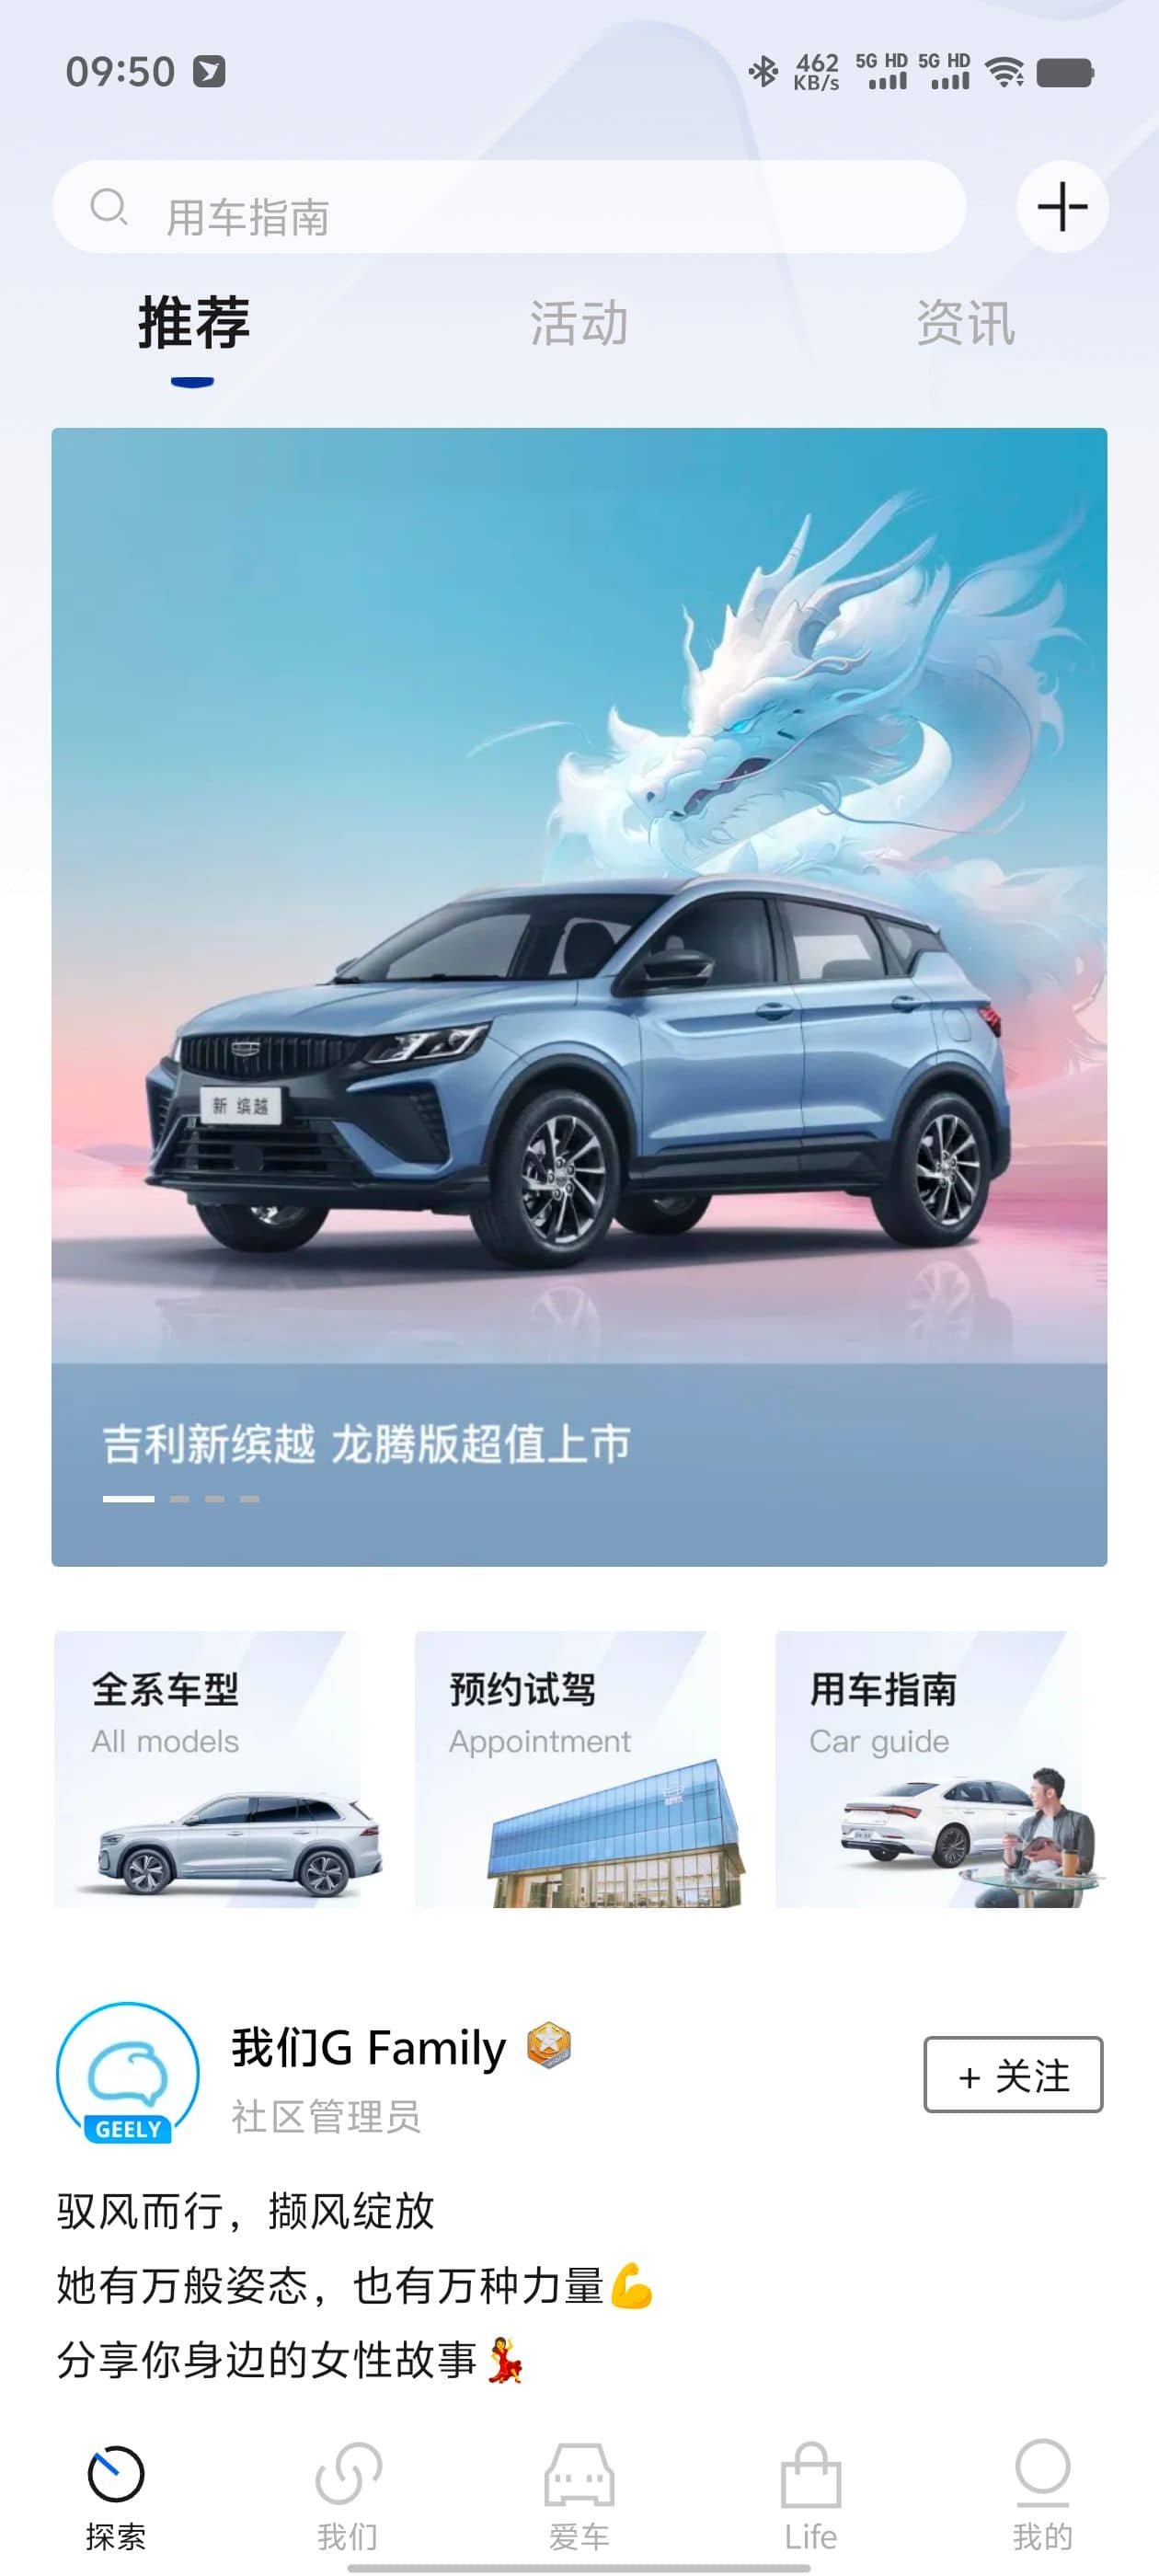 09:50
462
KB/s
5G HD 5G HD
用车指南
推荐 活动 资讯
新 缤越
吉利新缤越 龙腾版超值上市
全系车型 预约试驾 用车指南
All models Appointment Car guide
我们G Family
+ 关注
GEELY
社区管理员
驭风而行，撷风绽放
她有万般姿态，也有万种力量💪
分享你身边的女性故事💃
探索 我们 爱车 Life 我的